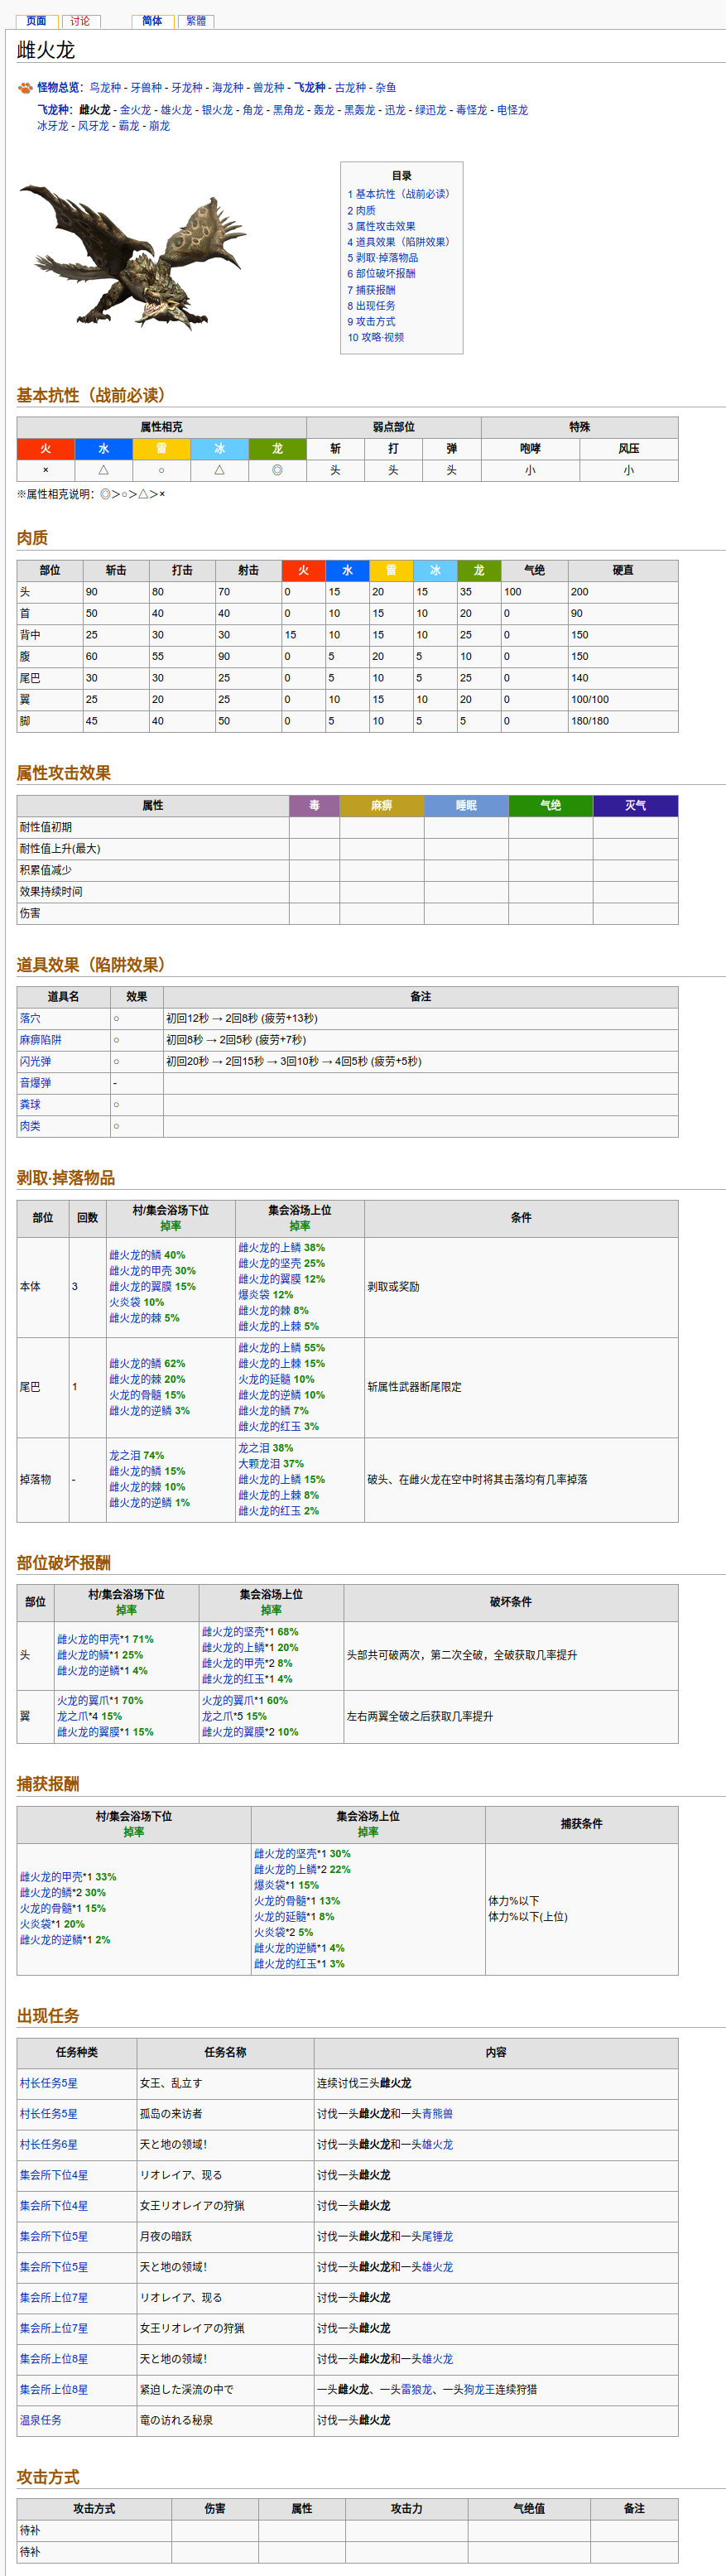 页面 讨论 简体 繁體
雌火龙
怪物总览：鸟龙种 - 牙兽种 - 牙龙种 - 海龙种 - 兽龙种 - 飞龙种 - 古龙种 - 杂鱼
飞龙种：雌火龙 - 金火龙 - 雄火龙 - 银火龙 - 角龙 - 黑角龙 - 轰龙 - 黑轰龙 - 迅龙 - 绿迅龙 - 毒怪龙 - 电怪龙
冰牙龙 - 风牙龙 - 霸龙 - 崩龙
目录
1 基本抗性（战前必读）
2 肉质
3 属性攻击效果
4 道具效果（陷阱效果）
5 剥取·掉落物品
6 部位破坏报酬
7 捕获报酬
8 出现任务
9 攻击方式
10 攻略·视频
基本抗性（战前必读）
属性相克 弱点部位 特殊
火 水 雷 冰 龙 斩 打 弹 咆哮 风压
× △ ○ △ ◎ 头 头 头 小 小
※属性相克说明：◎＞○＞△＞×
肉质
部位 斩击 打击 射击 火 水 雷 冰 龙 气绝 硬直
头 90 80 70 0 15 20 15 35 100 200
首 50 40 40 0 10 15 10 20 0 90
背中 25 30 30 15 10 15 10 25 0 150
腹 60 55 90 0 5 20 5 10 0 150
尾巴 30 30 25 0 5 10 5 25 0 140
翼 25 20 25 0 10 15 10 20 0 100/100
脚 45 40 50 0 5 10 5 5 0 180/180
属性攻击效果
属性 毒 麻痹 睡眠 气绝 灭气
耐性值初期
耐性值上升(最大)
积累值减少
效果持续时间
伤害
道具效果（陷阱效果）
道具名 效果 备注
落穴 ○ 初回12秒 → 2回8秒 (疲劳+13秒)
麻痹陷阱 ○ 初回8秒 → 2回5秒 (疲劳+7秒)
闪光弹 ○ 初回20秒 → 2回15秒 → 3回10秒 → 4回5秒 (疲劳+5秒)
音爆弹 -
粪球 ○
肉类 ○
剥取·掉落物品
部位 回数 村/集会浴场下位 集会浴场上位 条件
掉率 掉率
本体 3 剥取或奖励
雌火龙的鳞 40%
雌火龙的甲壳 30%
雌火龙的翼膜 15%
火炎袋 10%
雌火龙的棘 5%
雌火龙的上鳞 38%
雌火龙的坚壳 25%
雌火龙的翼膜 12%
爆炎袋 12%
雌火龙的棘 8%
雌火龙的上棘 5%
尾巴 1 斩属性武器断尾限定
雌火龙的鳞 62%
雌火龙的棘 20%
火龙的骨髓 15%
雌火龙的逆鳞 3%
雌火龙的上鳞 55%
雌火龙的上棘 15%
火龙的延髓 10%
雌火龙的逆鳞 10%
雌火龙的鳞 7%
雌火龙的红玉 3%
掉落物 - 破头、在雌火龙在空中时将其击落均有几率掉落
龙之泪 74%
雌火龙的鳞 15%
雌火龙的棘 10%
雌火龙的逆鳞 1%
龙之泪 38%
大颗龙泪 37%
雌火龙的上鳞 15%
雌火龙的上棘 8%
雌火龙的红玉 2%
部位破坏报酬
部位 村/集会浴场下位 集会浴场上位 破坏条件
掉率 掉率
头 头部共可破两次，第二次全破，全破获取几率提升
雌火龙的甲壳*1 71%
雌火龙的鳞*1 25%
雌火龙的逆鳞*1 4%
雌火龙的坚壳*1 68%
雌火龙的上鳞*1 20%
雌火龙的甲壳*2 8%
雌火龙的红玉*1 4%
翼 左右两翼全破之后获取几率提升
火龙的翼爪*1 70%
龙之爪*4 15%
雌火龙的翼膜*1 15%
火龙的翼爪*1 60%
龙之爪*5 15%
雌火龙的翼膜*2 10%
捕获报酬
村/集会浴场下位 集会浴场上位 捕获条件
掉率 掉率
雌火龙的甲壳*1 33%
雌火龙的鳞*2 30%
火龙的骨髓*1 15%
火炎袋*1 20%
雌火龙的逆鳞*1 2%
雌火龙的坚壳*1 30%
雌火龙的上鳞*2 22%
爆炎袋*1 15%
火龙的骨髓*1 13%
火龙的延髓*1 8%
火炎袋*2 5%
雌火龙的逆鳞*1 4%
雌火龙的红玉*1 3%
体力%以下
体力%以下(上位)
出现任务
任务种类 任务名称 内容
村长任务5星 女王、乱立す 连续讨伐三头雌火龙
村长任务5星 孤岛の来访者 讨伐一头雌火龙和一头青熊兽
村长任务6星 天と地の领域！ 讨伐一头雌火龙和一头雄火龙
集会所下位4星 リオレイア、现る 讨伐一头雌火龙
集会所下位4星 女王リオレイアの狩猟 讨伐一头雌火龙
集会所下位5星 月夜の暗跃 讨伐一头雌火龙和一头尾锤龙
集会所下位5星 天と地の领域！ 讨伐一头雌火龙和一头雄火龙
集会所上位7星 リオレイア、现る 讨伐一头雌火龙
集会所上位7星 女王リオレイアの狩猟 讨伐一头雌火龙
集会所上位8星 天と地の领域！ 讨伐一头雌火龙和一头雄火龙
集会所上位8星 紧迫した溪流の中で 一头雌火龙、一头雷狼龙、一头狗龙王连续狩猎
温泉任务 竜の访れる秘泉 讨伐一头雌火龙
攻击方式
攻击方式 伤害 属性 攻击力 气绝值 备注
待补
待补